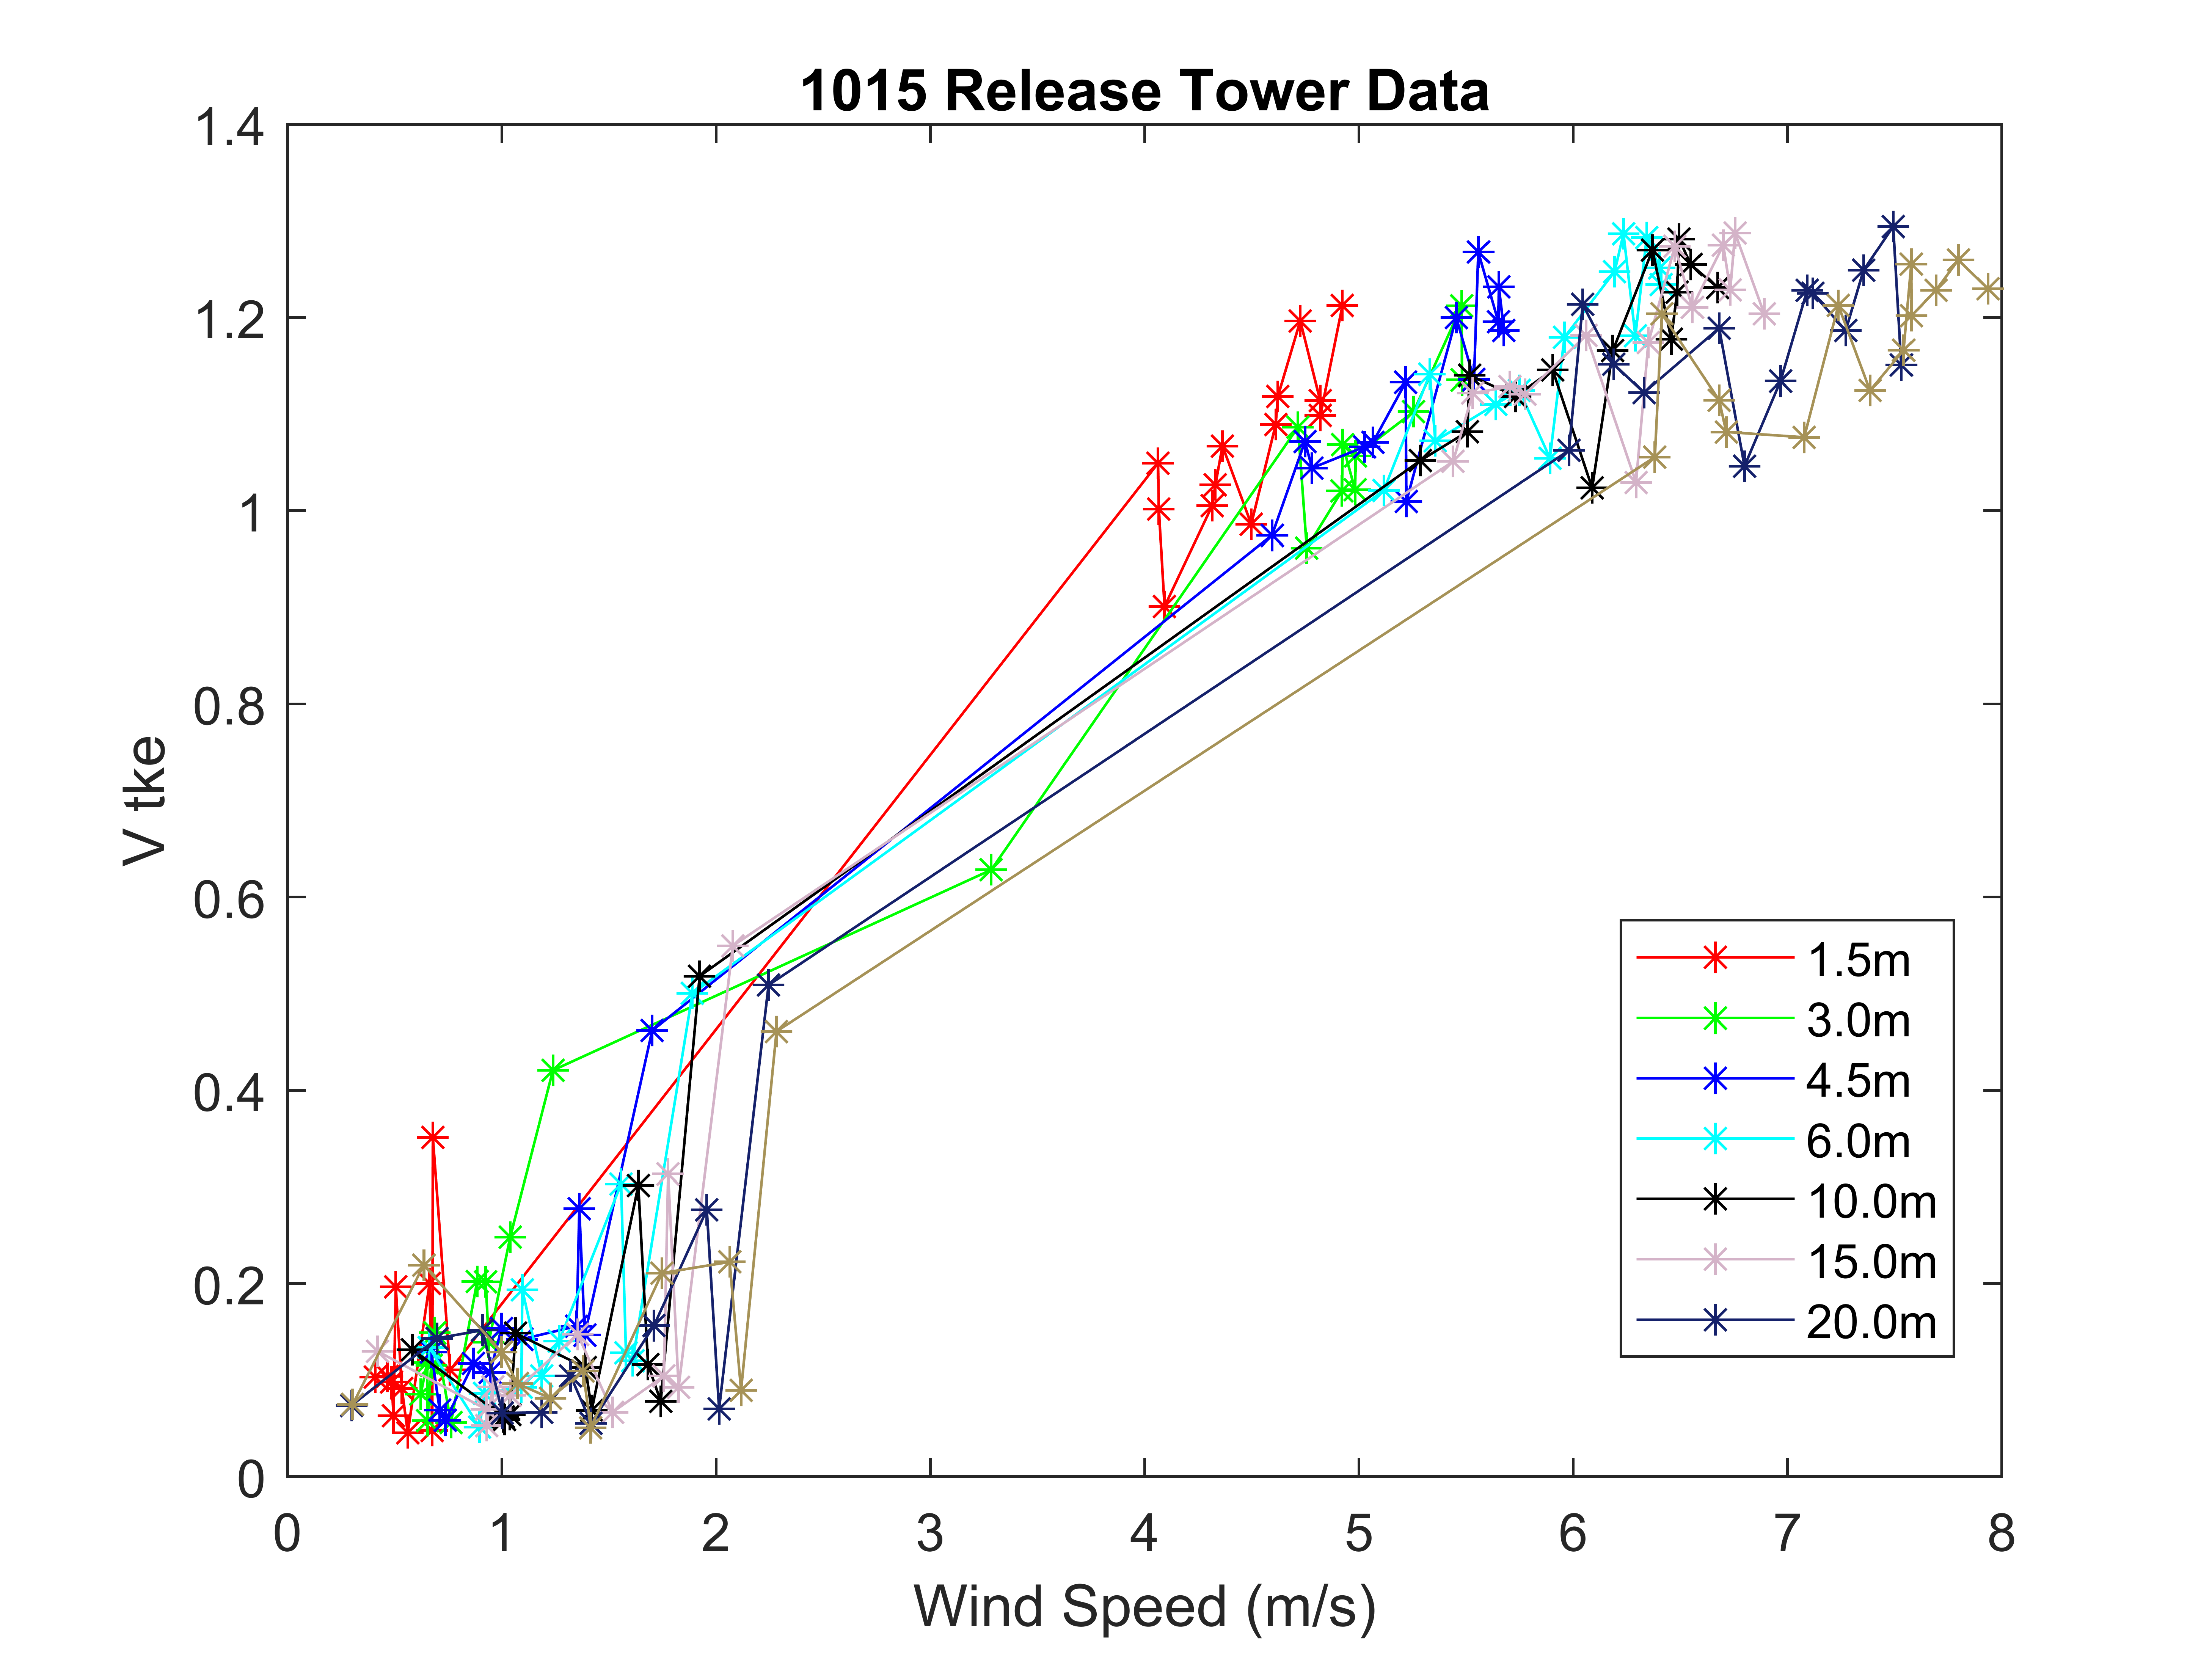 1015 Release Tower Data
1.4
1.2
1
0.8
0.6
0.4
0.2
0
V tke
1.5m
3.0m
4.5m
6.0m
10.0m
15.0m
20.0m
0 1 2 3 4 5 6 7 8
Wind Speed (m/s)